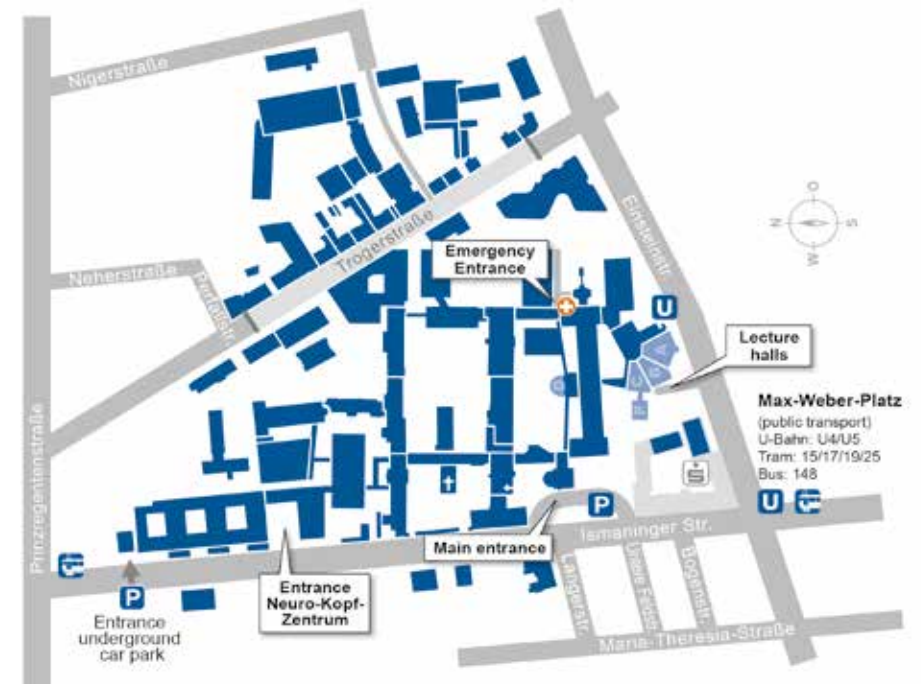 Nigerstraße
Neherstraße
Trogerstraße
Einsteinstr.
Prinzregentenstraße
N
O
S
W
Emergency
Entrance
U
Lecture
halls
A
B
C
D
Max-Weber-Platz
(public transport)
U-Bahn: U4/U5
Tram: 15/17/19/25
Bus: 148
U
P
Ismaninger Str.
Main entrance
Entrance
Neuro-Kopf-
Zentrum
P
Entrance
underground
car park
Langerstr.
Bogenstr.
Maria-Theresia-Straße